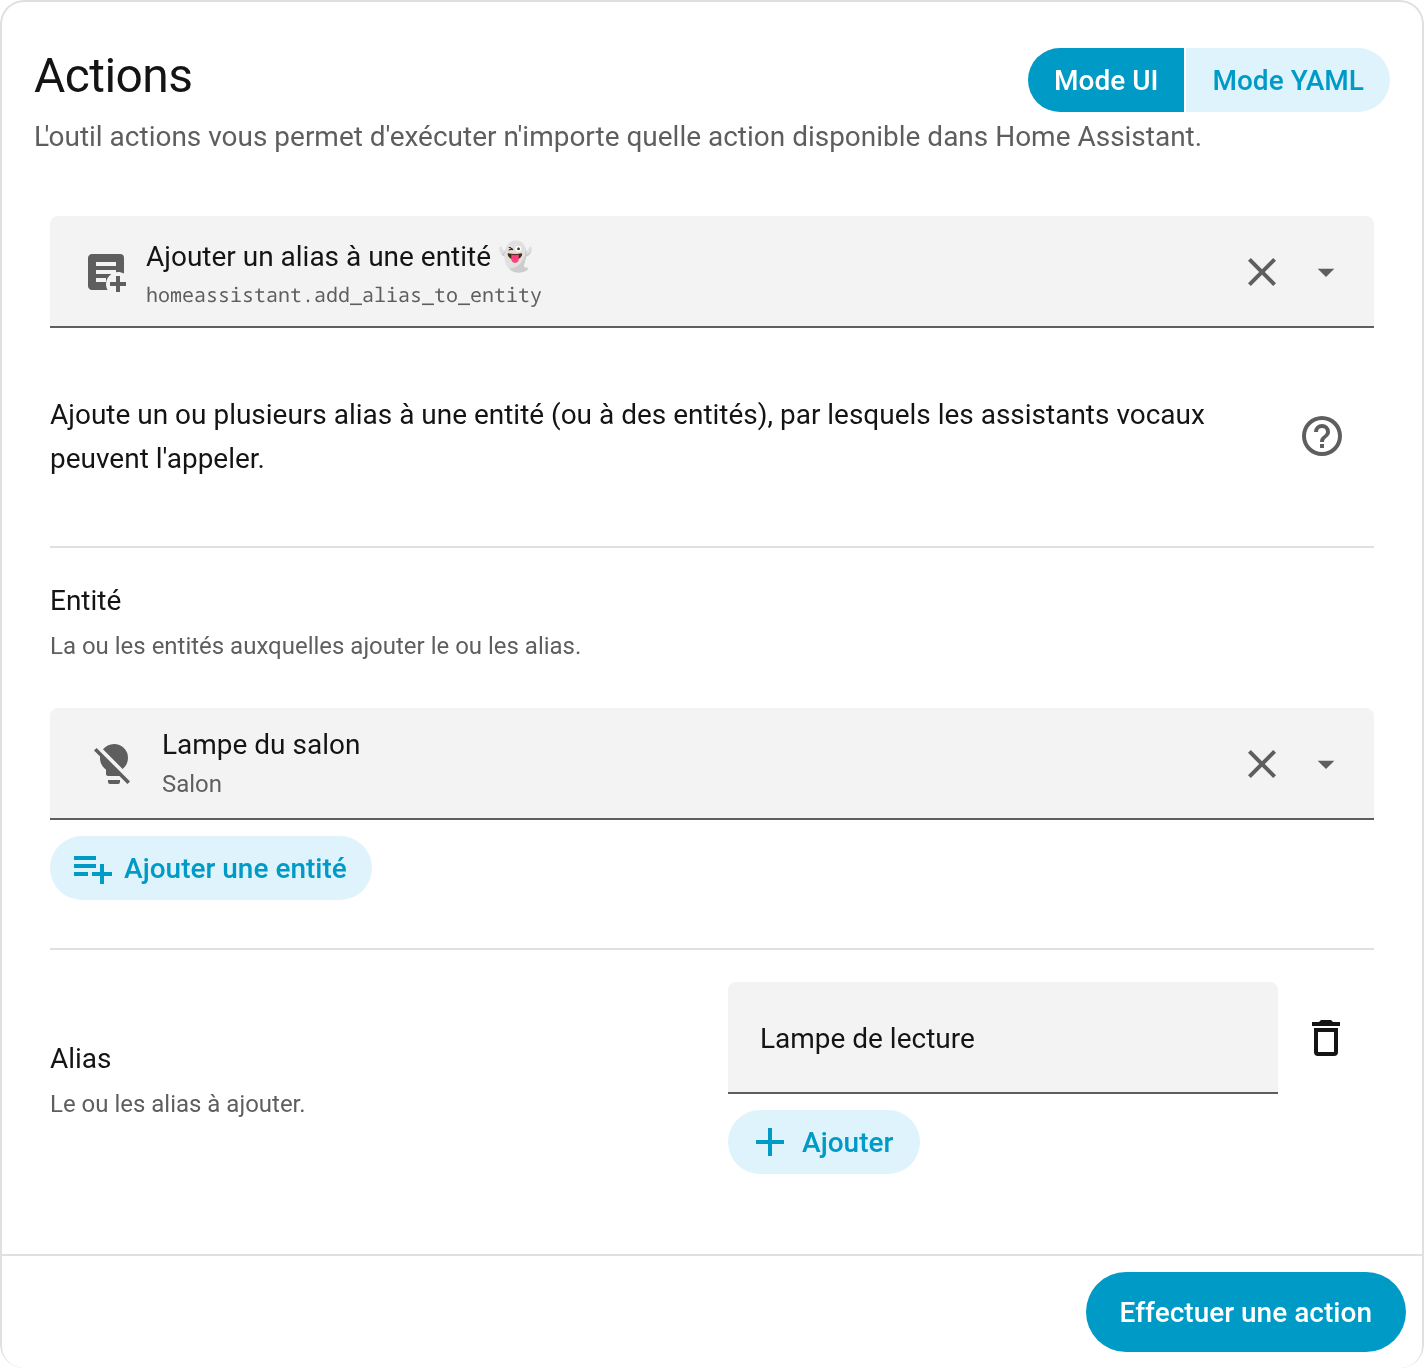 Actions
Mode UI
Mode YAML
L'outil actions vous permet d'exécuter n'importe quelle action disponible dans Home Assistant.
Ajouter un alias à une entité 👻
homeassistant.add_alias_to_entity
Ajoute un ou plusieurs alias à une entité (ou à des entités), par lesquels les assistants vocaux
peuvent l'appeler.
Entité
La ou les entités auxquelles ajouter le ou les alias.
Lampe du salon
Salon
Ajouter une entité
Alias
Le ou les alias à ajouter.
Lampe de lecture
Ajouter
Effectuer une action